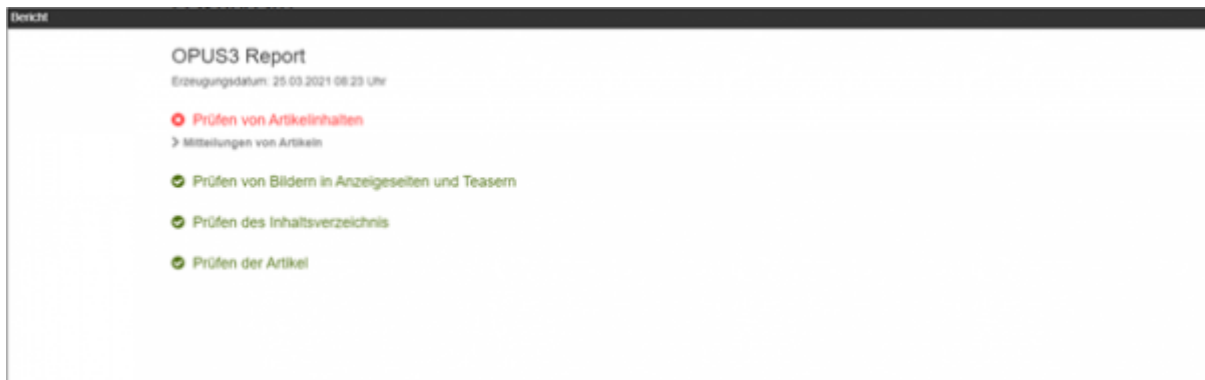 Bericht
OPUS3 Report
Erzeugungsdatum: 25.03.2021 08:23 Uhr
Prüfen von Artikelinhalten
Mitteilungen von Artikeln
Prüfen von Bildern in Anzeigeseiten und Teasern
Prüfen des Inhaltsverzeichnis
Prüfen der Artikel